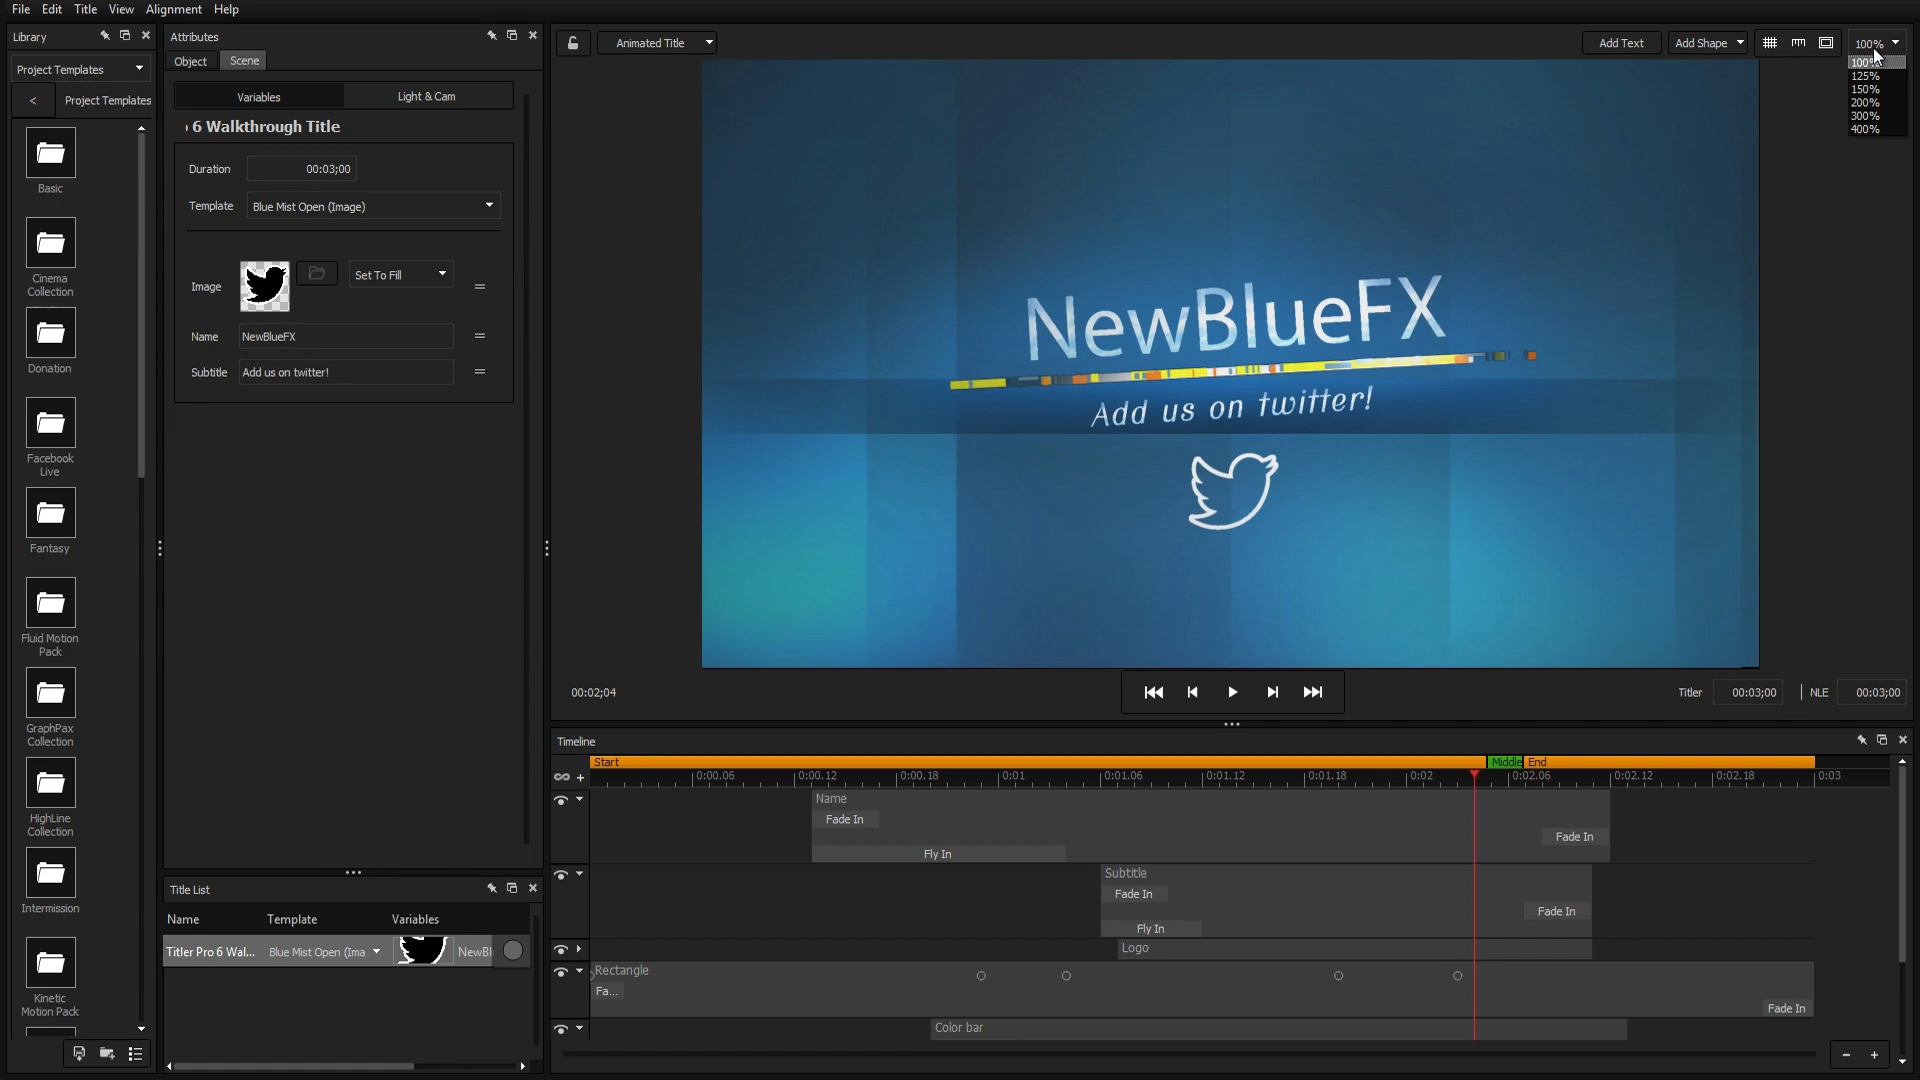 File Edit Title View Alignment Help
Library
Project Templates
< Project Templates
Basic
Cinema
Collection
Donation
Facebook
Live
Fantasy
Fluid Motion
Pack
GraphPax
Collection
HighLine
Collection
Intermission
Kinetic
Motion Pack
Attributes
Object Scene
Variables Light & Cam
6 Walkthrough Title
Duration 00:03;00
Template Blue Mist Open (Image)
Image Set To Fill
Name NewBlueFX
Subtitle Add us on twitter!
Title List
Name Template Variables
Titler Pro 6 Wal... Blue Mist Open (Ima NewBl
Animated Title Add Text Add Shape 100%
100%
125%
150%
200%
300%
400%
NewBlueFX
Add us on twitter!
00:02;04 Titler 00:03;00 NLE 00:03;00
Timeline
Start Middle End
0:00.06 0:00.12 0:00.18 0:01 0:01.06 0:01.12 0:01.18 0:02 0:02.06 0:02.12 0:02.18 0:03
Name
Fade In
Fade In
Fly In
Subtitle
Fade In
Fade In
Fly In
Logo
Rectangle
Fa...
Fade In
Color bar